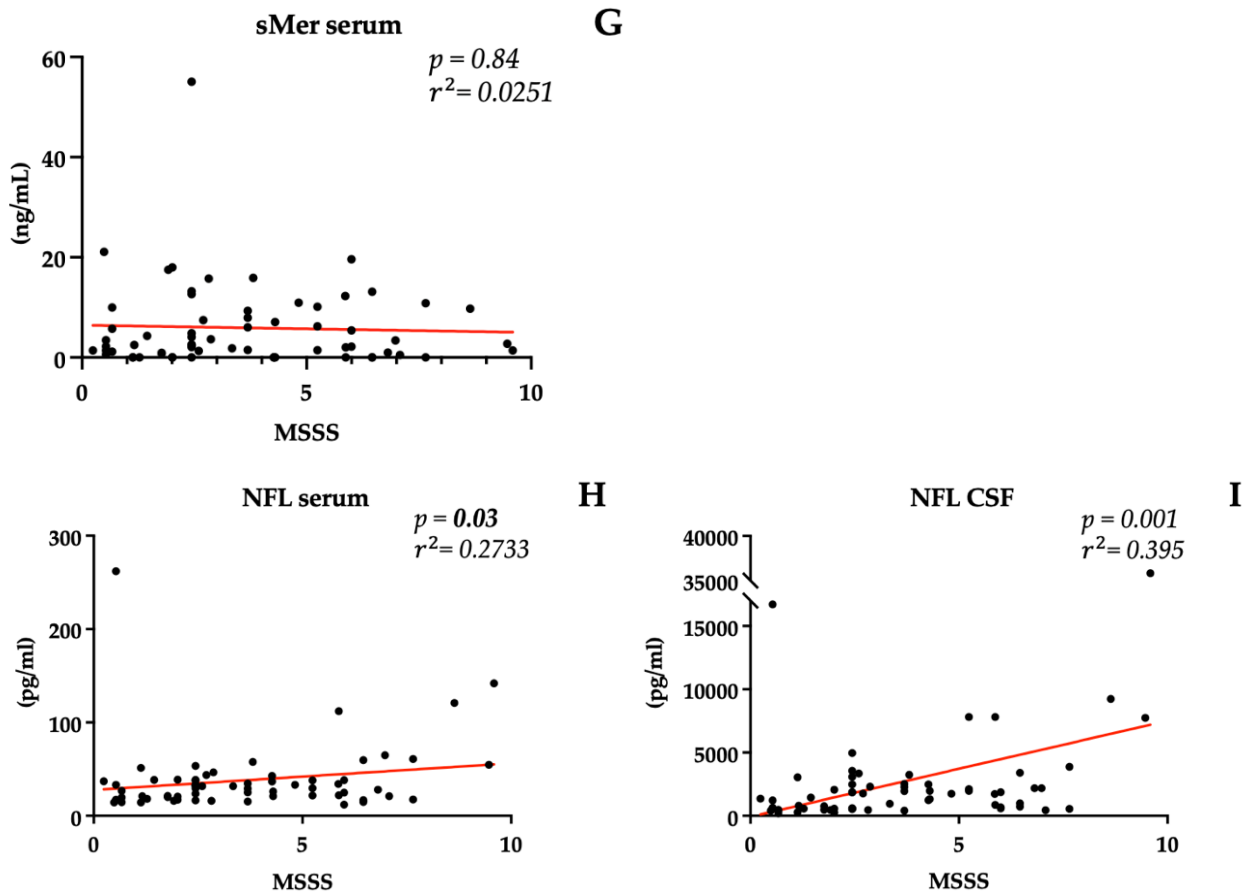 sMer serum
G
p = 0.84
r²= 0.0251
60
40
20
0
(ng/mL)
0 5 10
MSSS
NFL serum
H
p = 0.03
r²= 0.2733
300
200
100
0
(pg/ml)
0 5 10
MSSS
NFL CSF
I
p = 0.001
r²= 0.395
40000
35000
15000
10000
5000
0
(pg/ml)
0 5 10
MSSS